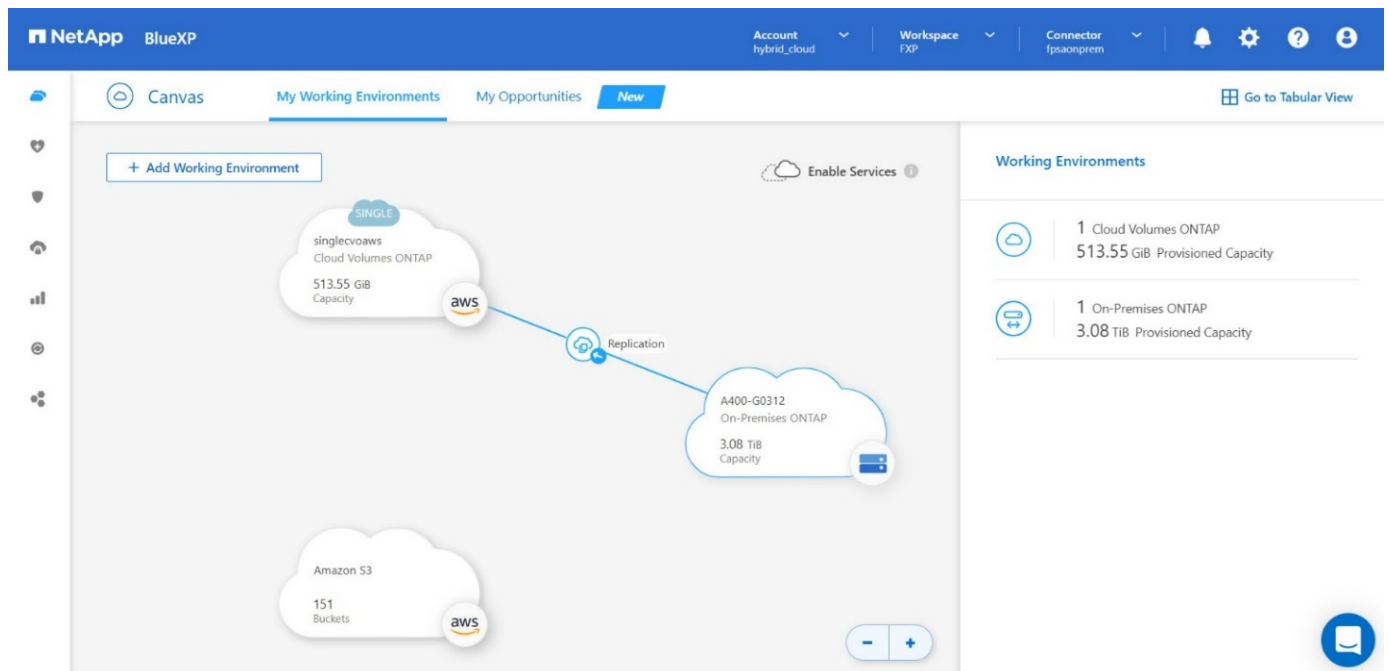 NetApp BlueXP
Account
hybrid_cloud
Workspace
FXP
Connector
fpsaonprem
Canvas
My Working Environments
My Opportunities
New
Go to Tabular View
+ Add Working Environment
Enable Services
SINGLE
singlecvoaws
Cloud Volumes ONTAP
513.55 GiB
Capacity
aws
Replication
A400-G0312
On-Premises ONTAP
3.08 TiB
Capacity
Amazon S3
151
Buckets
aws
Working Environments
1 Cloud Volumes ONTAP
513.55 GiB Provisioned Capacity
1 On-Premises ONTAP
3.08 TiB Provisioned Capacity